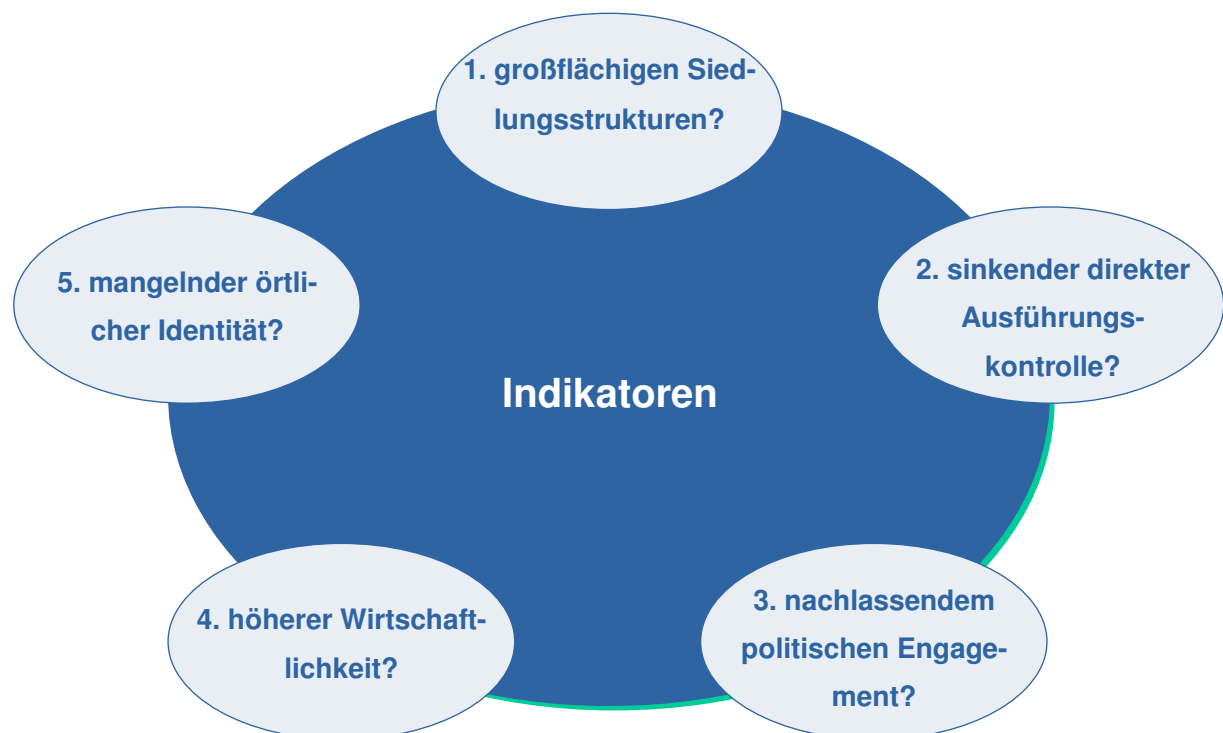 1. großflächigen Sied-
lungsstrukturen?
2. sinkender direkter
Ausführungs-
kontrolle?
5. mangelnder örtli-
cher Identität?
Indikatoren
3. nachlassendem
politischen Engage-
ment?
4. höherer Wirtschaft-
lichkeit?